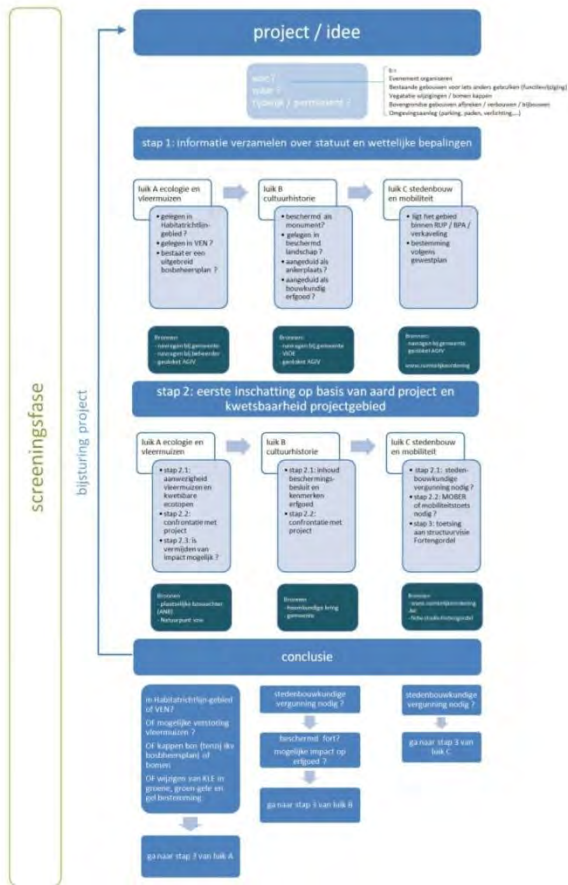 screeningsfase
bijsturing project
project / idee
wat ?
waar ?
tijdelijk / permanent ?
Evenement organiseren
Bestaande gebouwen voor iets anders gebruiken (functiewijziging)
Vegetatie wijzigingen / bomen kappen
Bovengrondse gebouwen afbreken / verbouwen / bijbouwen
Omgevingsaanleg (parking, paden, verlichting,...)
stap 1: informatie verzamelen over statuut en wettelijke bepalingen
luik A ecologie en
vleermuizen
• gelegen in
Habitatrichtlijn-
gebied ?
• gelegen in VEN ?
• bestaat er een
uitgebreid
bosbeheersplan ?
luik B
cultuurhistorie
• beschermd als
monument?
• gelegen in
beschermd
landschap ?
• aangeduid als
ankerplaats ?
• aangeduid als
bouwkundig
erfgoed ?
luik C stedenbouw
en mobiliteit
• ligt het gebied
binnen RUP / BPA /
verkaveling
• bestemming
volgens
gewestplan
Bronnen:
- navragen bij gemeente
- navragen bij beheerder
- geoloket AGIV
Bronnen:
- navragen bij gemeente
VIOE
- geoloket AGIV
Bronnen:
- navragen bij gemeente
- geoloket AGIV
www.ruimtelijkeordening
stap 2: eerste inschatting op basis van aard project en
kwetsbaarheid projectgebied
luik A ecologie en
vleermuizen
• stap 2.1:
aanwezigheid
vleermuizen en
kwetsbare
ecotopen
• stap 2.2:
confrontatie met
project
• stap 2.3: is
vermijden van
impact mogelijk ?
luik B
cultuurhistorie
• stap 2.1: inhoud
beschermings-
besluit en
kenmerken
erfgoed
• stap 2.2:
confrontatie met
project
luik C stedenbouw
en mobiliteit
• stap 2.1: steden-
bouwkundige
vergunning nodig ?
• stap 2.2: MOBER
of mobiliteitstoets
nodig ?
• stap 3: toetsing
aan structuurvisie
Fortengordel
Bronnen
- plaatselijke boswachter
(ANB)
- Natuurpunt vzw
Bronnen
- heemkundige kring
- gemeente
Bronnen:
- www.ruimtelijkeordening
.be
conclusie
in Habitatrichtlijn-gebied
of VEN?
OF mogelijke verstoring
vleermuizen ?
OF kappen bos (tenzij ikv
bosbheersplan) of
bomen
OF wijzigen aan KLE in
groene, groen-gele en
gel bestemming
ga naar stap 3 van luik A
stedenbouwkundige
vergunning nodig ?
beschermd fort?
mogelijke impact op
erfgoed ?
ga naar stap 3 van luik B
stedenbouwkundige
vergunning nodig ?
ga naar stap 3 van
luik C